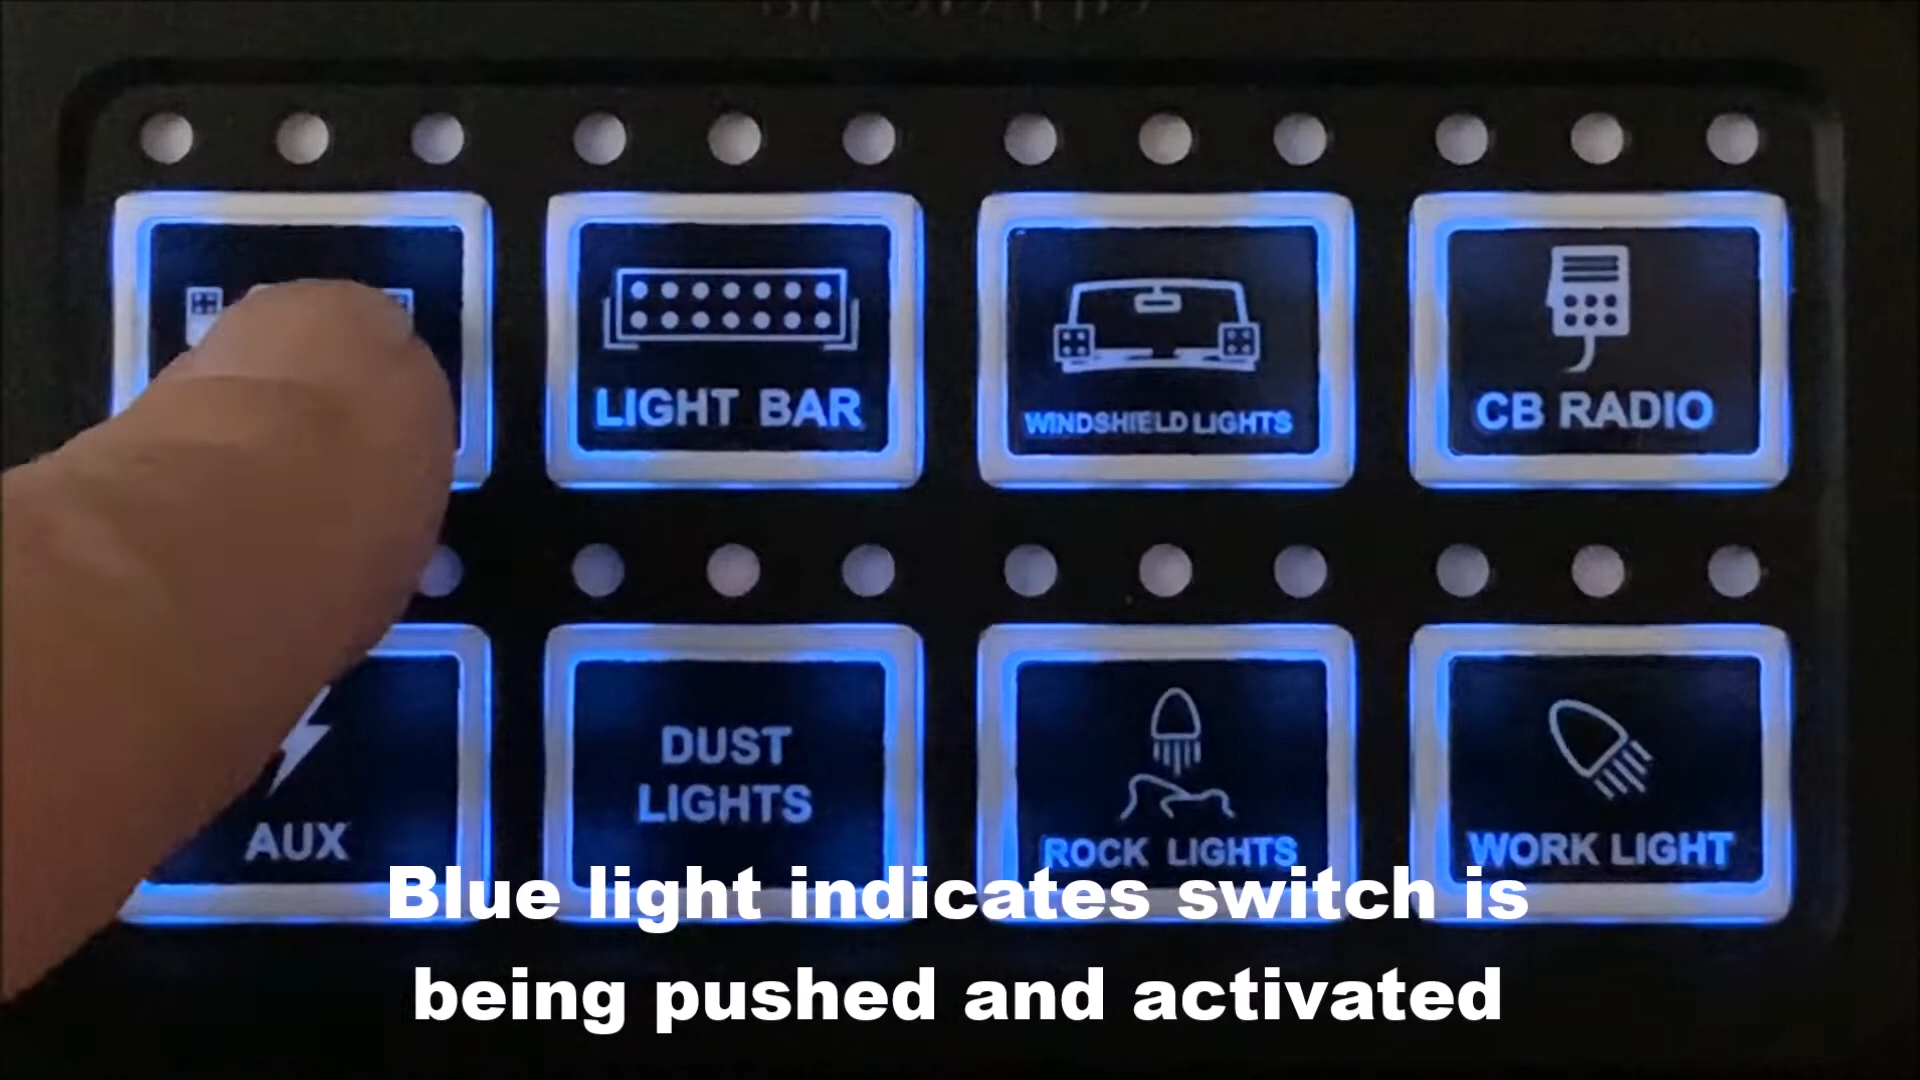 LIGHT BAR
WINDSHIELD LIGHTS
CB RADIO
AUX
DUST
LIGHTS
ROCK LIGHTS
WORK LIGHT
Blue light indicates switch is
being pushed and activated